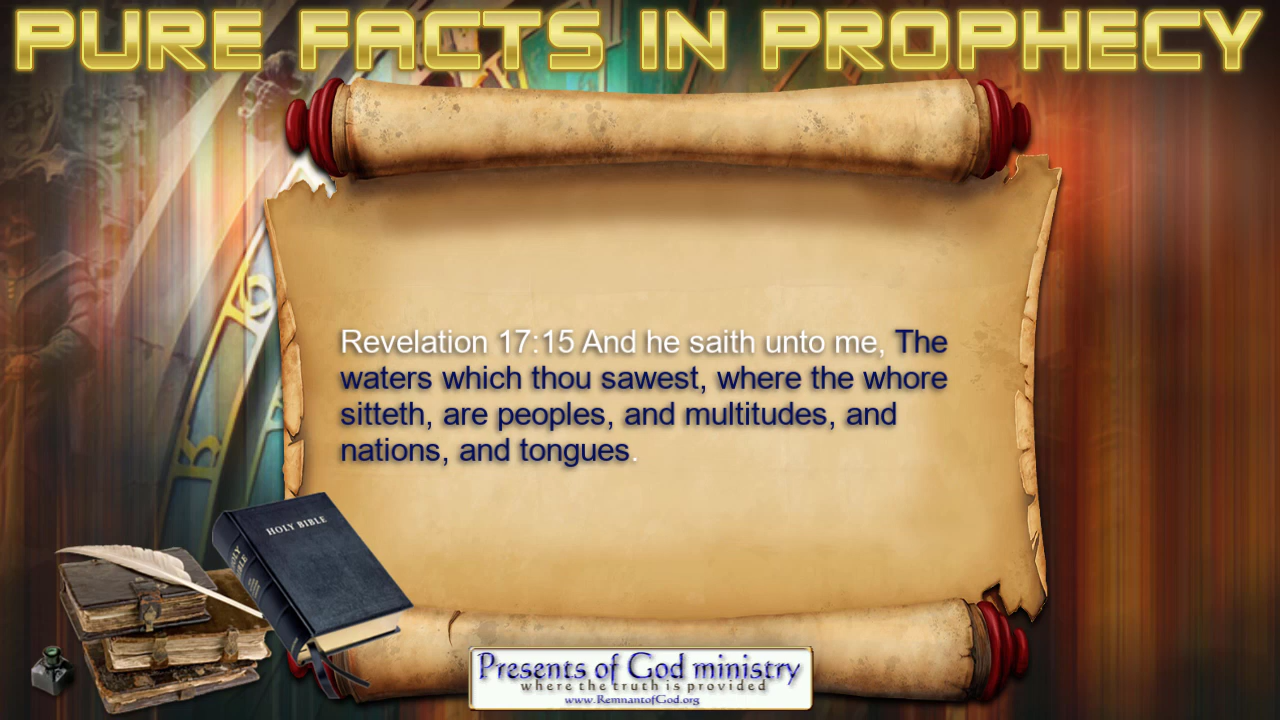 PURE FACTS IN PROPHECY
Revelation 17:15 And he saith unto me, The
waters which thou sawest, where the whore
sitteth, are peoples, and multitudes, and
nations, and tongues.
HOLY BIBLE
HOLY BIBLE
Presents of God ministry
where the truth is provided
www.RemnantofGod.org